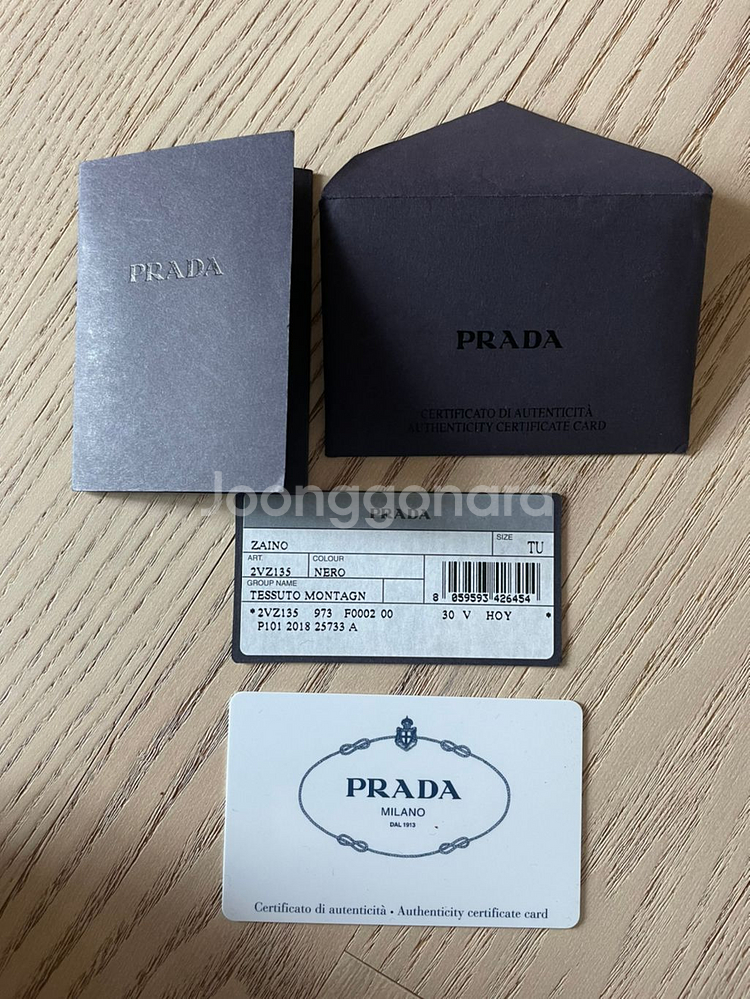 PRADA
PRADA
CERTIFICATO DI AUTENTICITÀ
AUTHENTICITY CERTIFICATE CARD
Joonggonara
PRADA
ZAINO
SIZE
TU
ART.
COLOUR
2VZ135
NERO
GROUP NAME
TESSUTO MONTAGN
8 059593 426454
*2VZ135 973 F0002 00 30 V HOY *
P101 2018 25733 A
PRADA
MILANO
DAL 1913
Certificato di autenticità • Authenticity certificate card